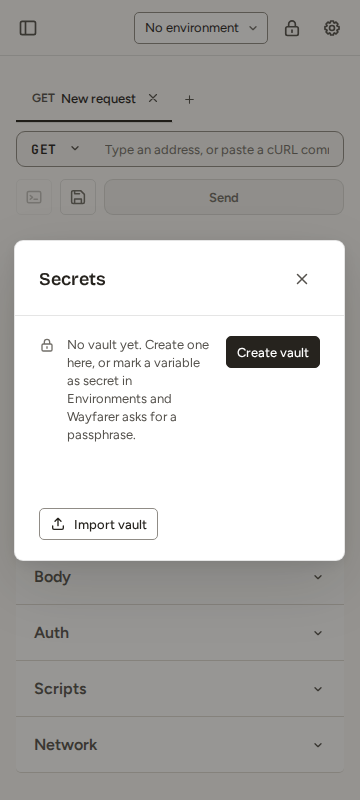 No environment
GET New request
GET
Type an address, or paste a cURL comm
Send
Secrets
No vault yet. Create one
here, or mark a variable
as secret in
Environments and
Wayfarer asks for a
passphrase.
Create vault
Import vault
Body
Auth
Scripts
Network